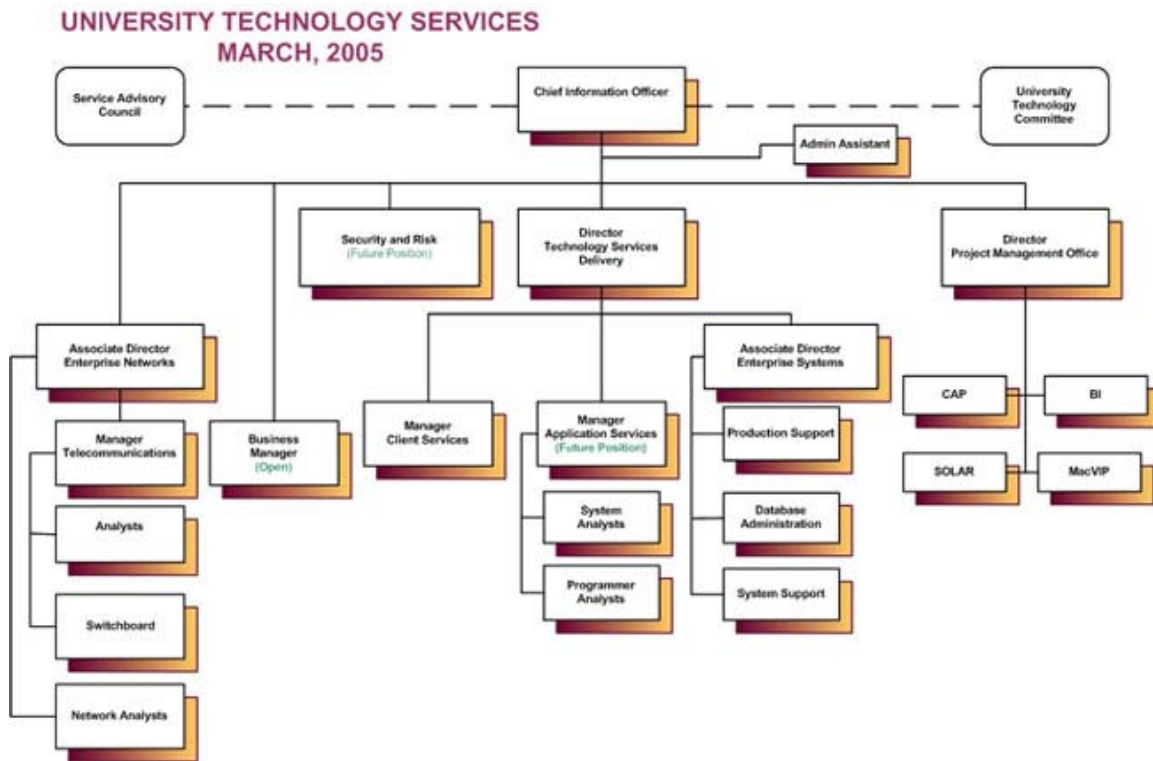 UNIVERSITY TECHNOLOGY SERVICES
MARCH, 2005
Service Advisory
Council
Chief Information Officer
University
Technology
Committee
Admin Assistant
Security and Risk
(Future Position)
Director
Technology Services
Delivery
Director
Project Management Office
Associate Director
Enterprise Networks
Associate Director
Enterprise Systems
CAP
BI
Manager
Telecommunications
Business
Manager
(Open)
Manager
Client Services
Manager
Application Services
(Future Position)
Production Support
SOLAR
MacVIP
Analysts
System
Analysts
Database
Administration
Programmer
Analysts
System Support
Switchboard
Network Analysts